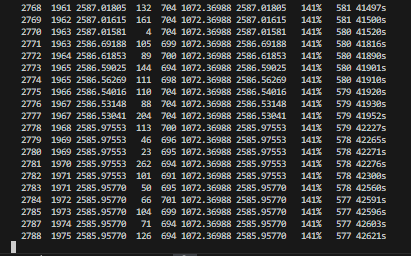 2768 1961 2587.01805 132 704 1072.36988 2587.01805 141% 581 41497s
2769 1962 2587.01615 161 704 1072.36988 2587.01615 141% 581 41500s
2770 1963 2587.01581 4 704 1072.36988 2587.01581 141% 580 41520s
2771 1963 2586.69188 105 699 1072.36988 2586.69188 141% 580 41816s
2772 1964 2586.61853 89 700 1072.36988 2586.61853 141% 580 41890s
2773 1965 2586.59025 144 694 1072.36988 2586.59025 141% 580 41901s
2774 1965 2586.56269 111 698 1072.36988 2586.56269 141% 580 41910s
2775 1966 2586.54016 110 704 1072.36988 2586.54016 141% 579 41920s
2776 1967 2586.53148 88 704 1072.36988 2586.53148 141% 579 41930s
2777 1967 2586.53041 204 704 1072.36988 2586.53041 141% 579 41952s
2778 1968 2585.97553 113 700 1072.36988 2585.97553 141% 579 42227s
2779 1969 2585.97553 46 696 1072.36988 2585.97553 141% 578 42265s
2780 1969 2585.97553 23 695 1072.36988 2585.97553 141% 578 42271s
2781 1970 2585.97553 262 694 1072.36988 2585.97553 141% 578 42276s
2782 1971 2585.97553 101 691 1072.36988 2585.97553 141% 578 42300s
2783 1971 2585.95770 50 695 1072.36988 2585.95770 141% 578 42560s
2784 1972 2585.95770 66 701 1072.36988 2585.95770 141% 577 42591s
2785 1973 2585.95770 104 699 1072.36988 2585.95770 141% 577 42596s
2787 1974 2585.95770 71 694 1072.36988 2585.95770 141% 577 42603s
2788 1975 2585.95770 126 694 1072.36988 2585.95770 141% 577 42621s